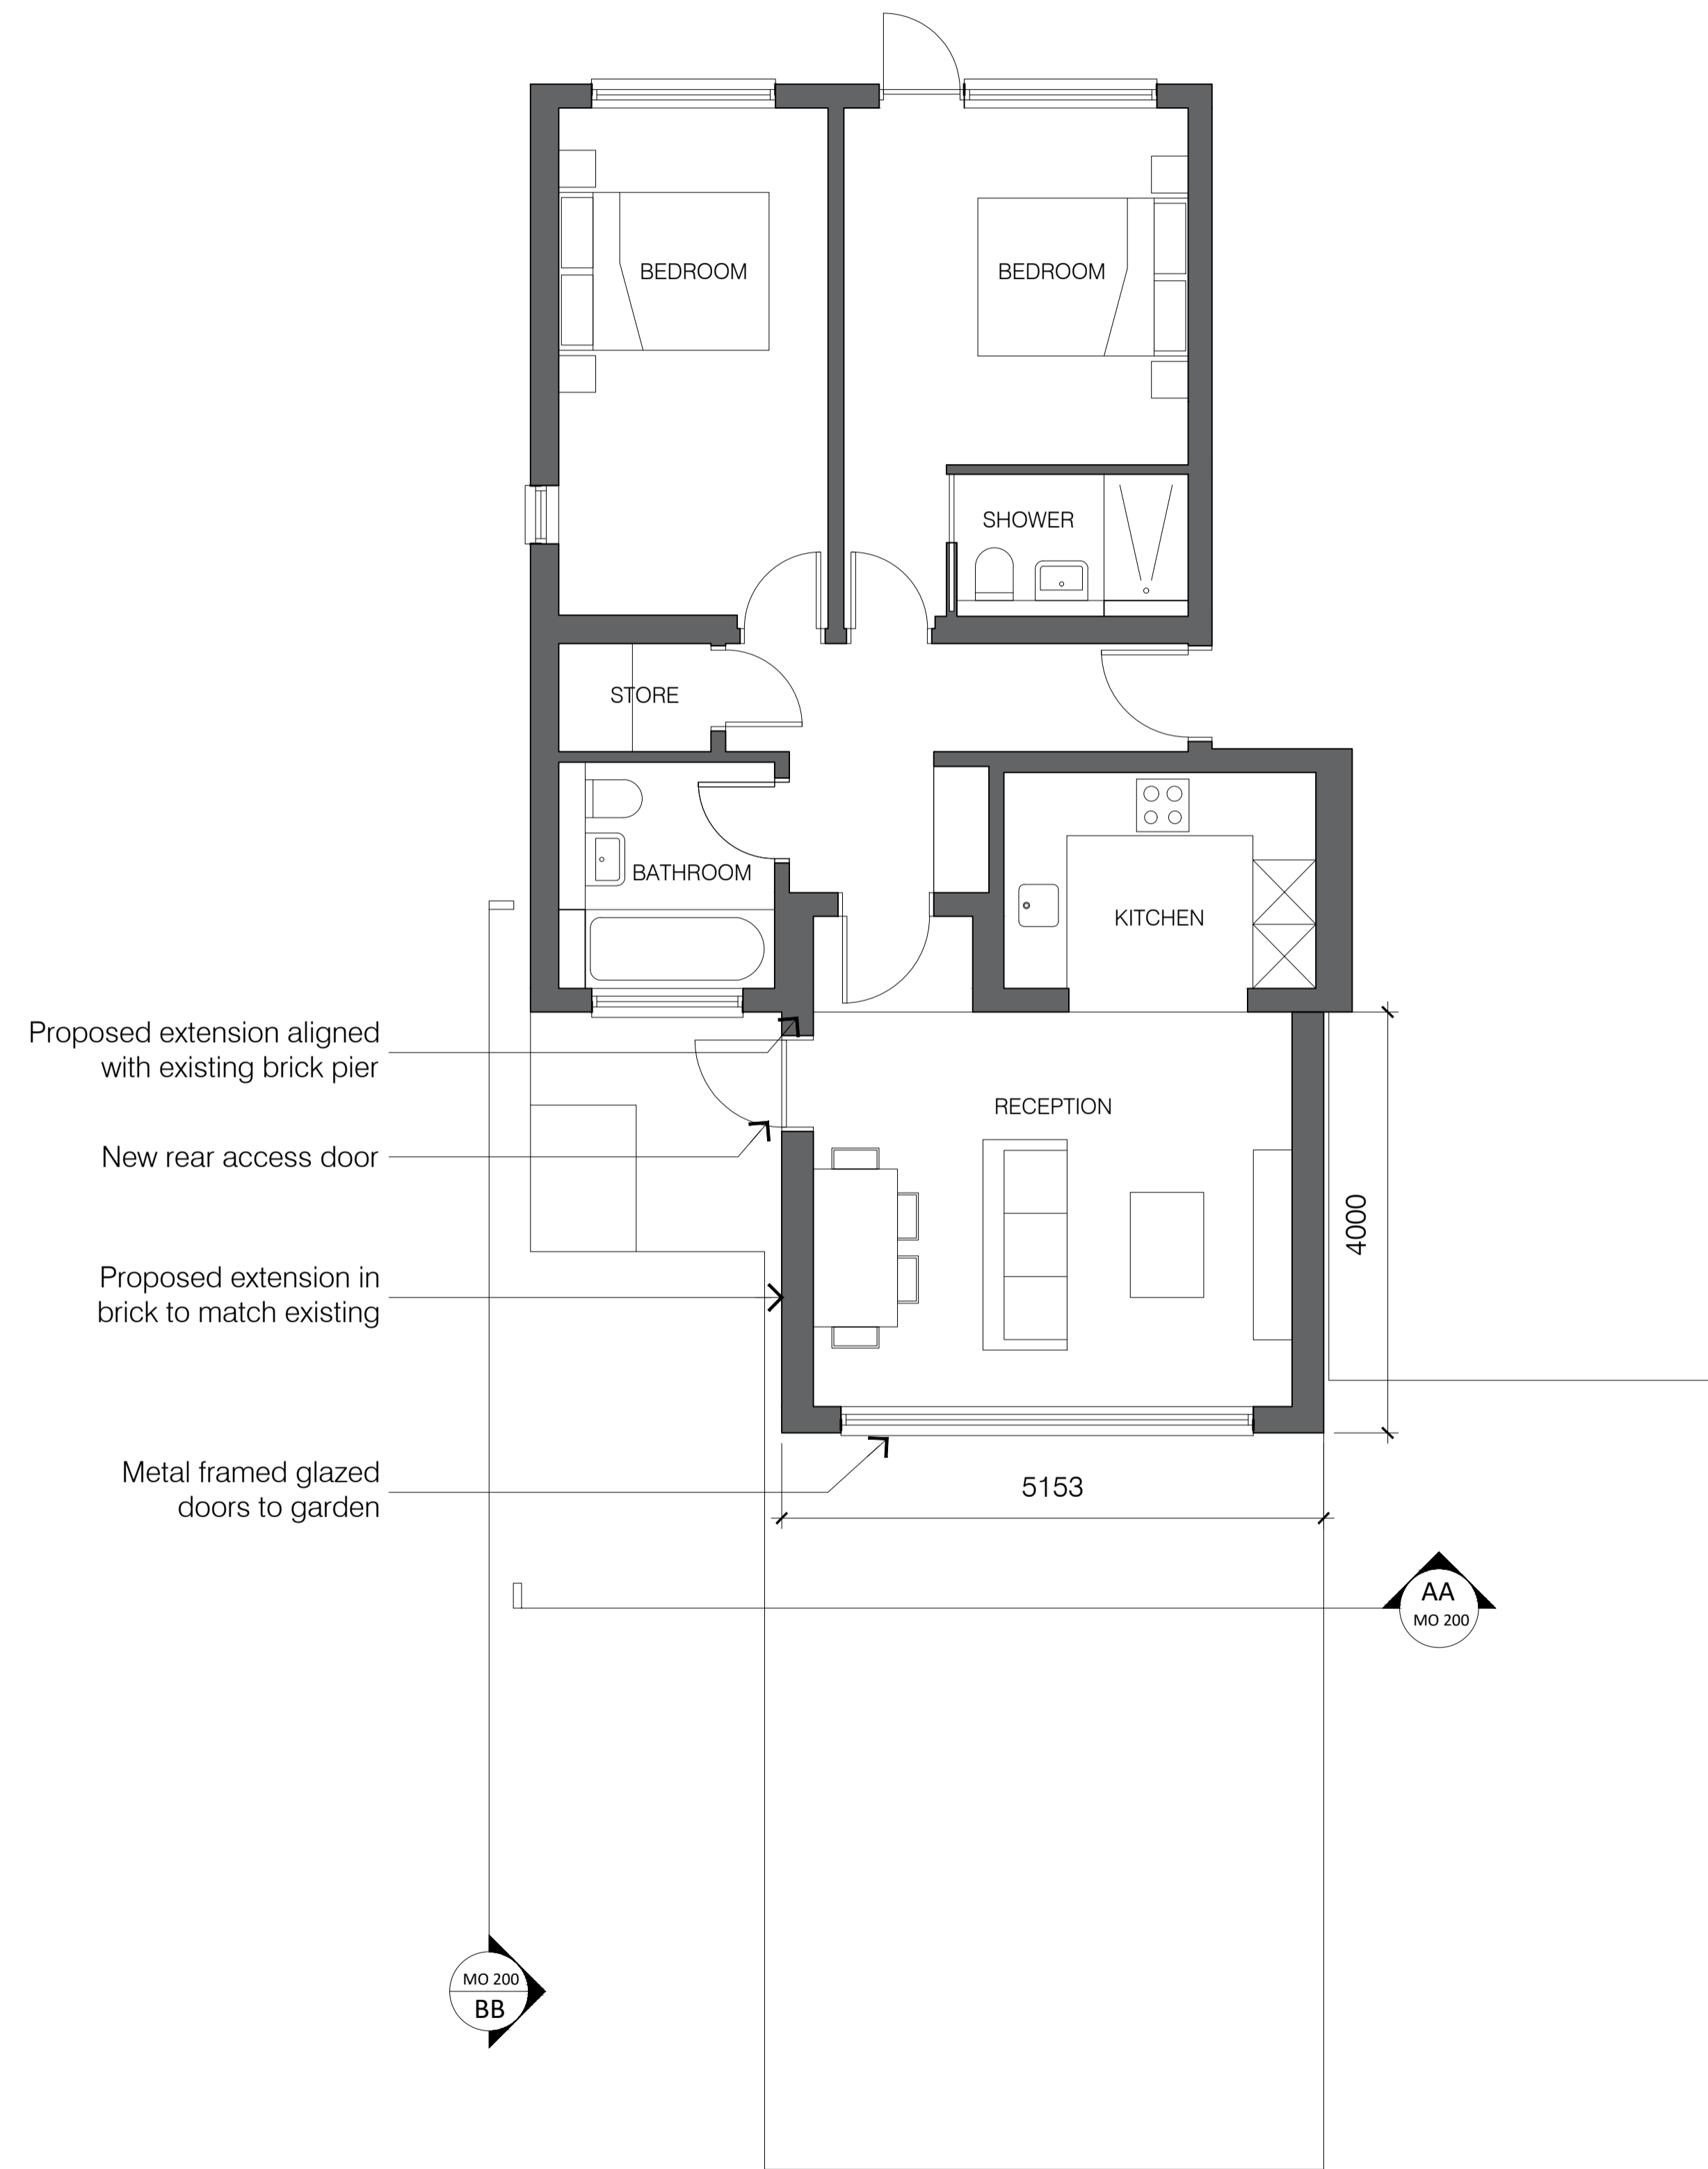 BEDROOM
BEDROOM
SHOWER
STORE
BATHROOM
KITCHEN
Proposed extension aligned
with existing brick pier
RECEPTION
New rear access door
4000
Proposed extension in
brick to match existing
Metal framed glazed
doors to garden
5153
AA
MO 200
MO 200
BB